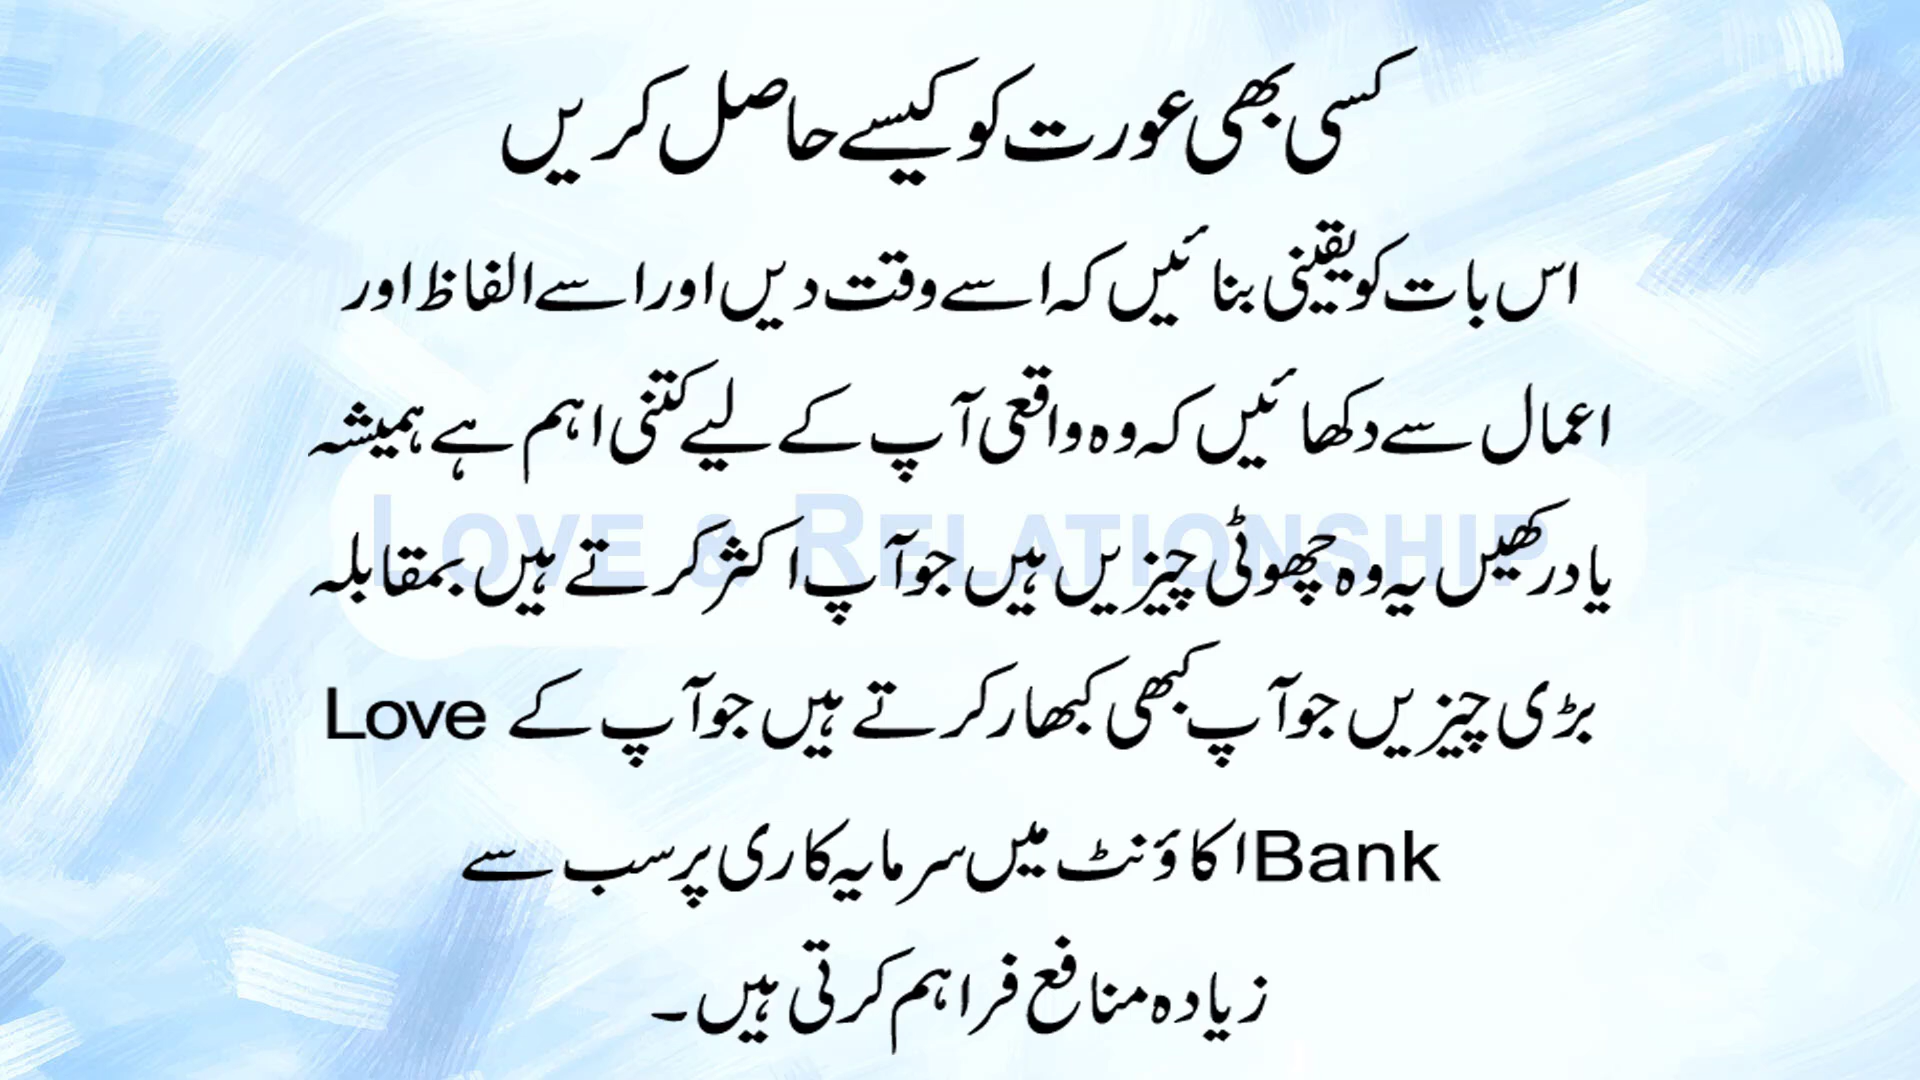 کسی بھی عورت کو کیسے حاصل کریں
اس بات کو یقینی بنائیں کہ اسے وقت دیں اور اسے الفاظ اور
اعمال سے دکھائیں کہ وہ واقعی آپ کے لیے کتنی اہم ہے ہمیشہ
LOVE & RELATIONSHIP
یاد رکھیں یہ وہ چھوٹی چیزیں ہیں جو آپ اکثر کرتے ہیں بمقابلہ
بڑی چیزیں جو آپ کبھی کبھار کرتے ہیں جو آپ کے Love
Bank اکاؤنٹ میں سرمایہ کاری پر سب سے
زیادہ منافع فراہم کرتی ہیں۔